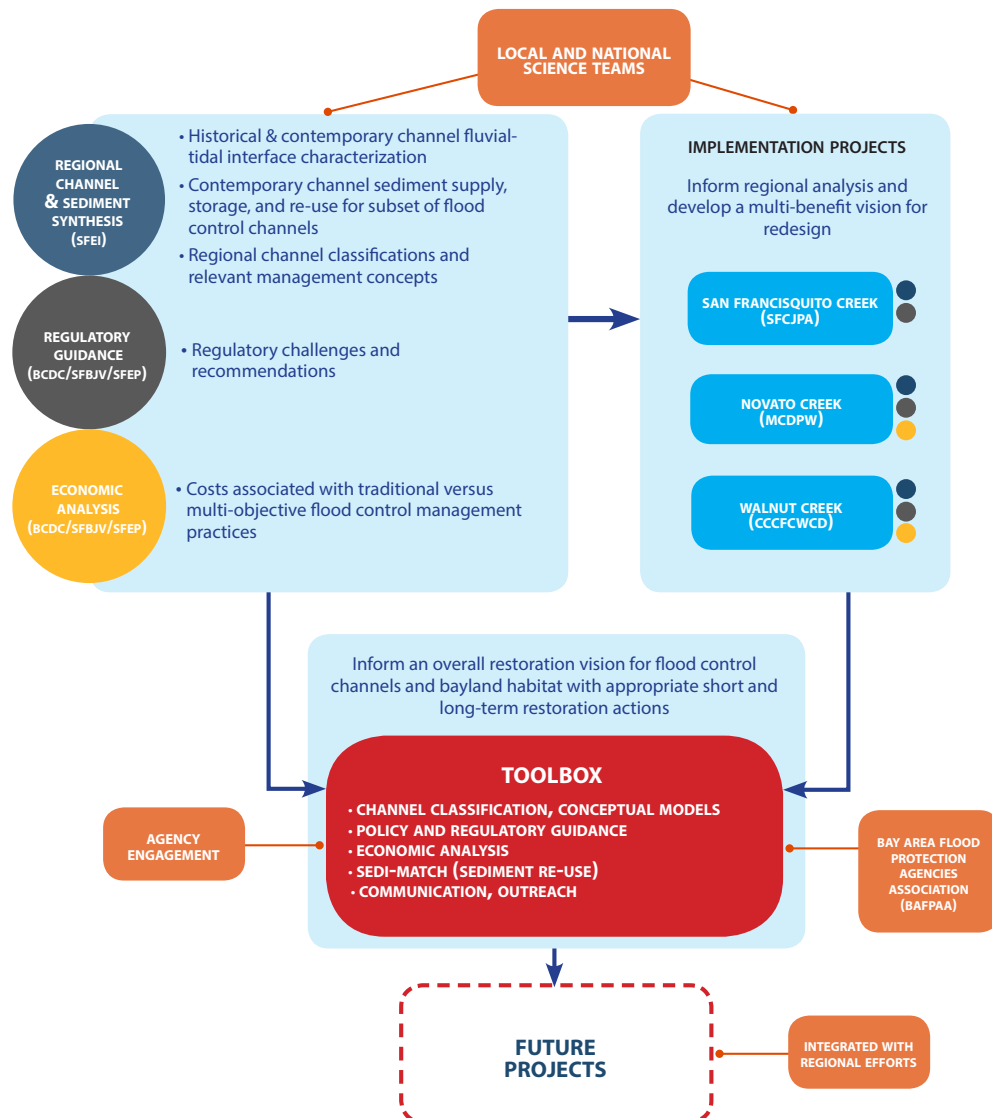 LOCAL AND NATIONAL
SCIENCE TEAMS
REGIONAL
CHANNEL
& SEDIMENT
SYNTHESIS
(SFEI)
• Historical & contemporary channel fluvial-
tidal interface characterization
• Contemporary channel sediment supply,
storage, and re-use for subset of flood
control channels
• Regional channel classifications and
relevant management concepts
REGULATORY
GUIDANCE
(BCDC/SFBJV/SFEP)
• Regulatory challenges and
recommendations
ECONOMIC
ANALYSIS
(BCDC/SFBJV/SFEP)
• Costs associated with traditional versus
multi-objective flood control management
practices
IMPLEMENTATION PROJECTS
Inform regional analysis and
develop a multi-benefit vision for
redesign
SAN FRANCISQUITO CREEK
(SFCJPA)
NOVATO CREEK
(MCDPW)
WALNUT CREEK
(CCCFCWCD)
Inform an overall restoration vision for flood control
channels and bayland habitat with appropriate short and
long-term restoration actions
TOOLBOX
• CHANNEL CLASSIFICATION, CONCEPTUAL MODELS
• POLICY AND REGULATORY GUIDANCE
• ECONOMIC ANALYSIS
• SEDI-MATCH (SEDIMENT RE-USE)
• COMMUNICATION, OUTREACH
AGENCY
ENGAGEMENT
BAY AREA FLOOD
PROTECTION
AGENCIES
ASSOCIATION
(BAFPAA)
FUTURE
PROJECTS
INTEGRATED WITH
REGIONAL EFFORTS